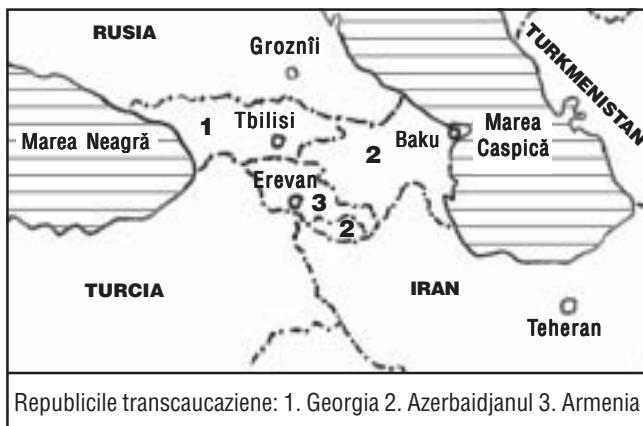 RUSIA
Groznîi
TURKMENISTAN
Marea Neagră
1
Tbilisi
2
Baku
Marea
Caspică
Erevan
3
2
TURCIA
IRAN
Teheran
Republicile transcaucaziene: 1. Georgia 2. Azerbaidjanul 3. Armenia